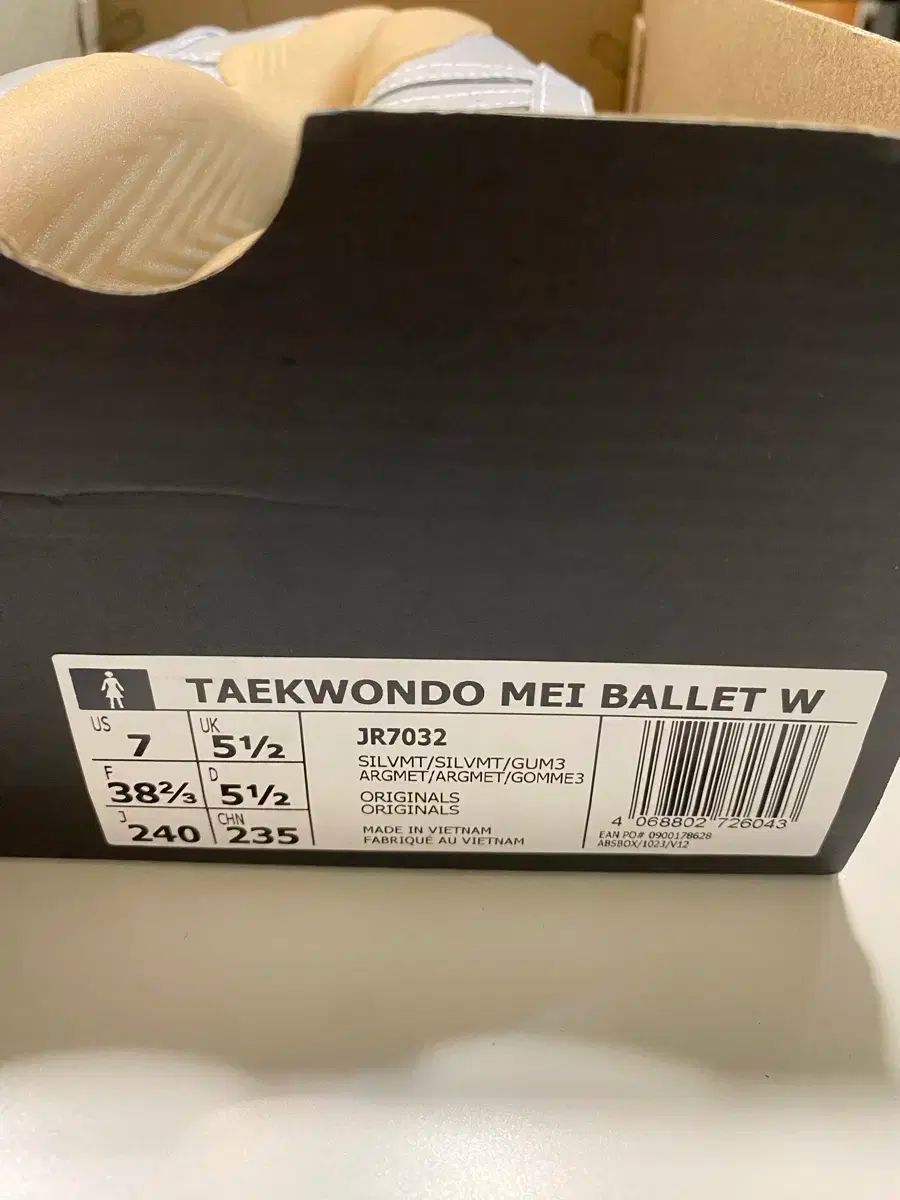 TAEKWONDO MEI BALLET W
US 7 UK 5½
F 38⅔ D 5½
J 240 CHN 235
JR7032
SILVMT/SILVMT/GUM3
ARGMET/ARGMET/GOMME3
ORIGINALS
ORIGINALS
MADE IN VIETNAM
FABRIQUÉ AU VIETNAM
4 068802 726043
EAN PO# 0900178628
ABSBOX/1023/V12